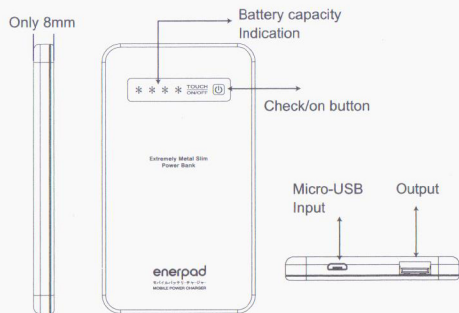 Only 8mm
Battery capacity
Indication
TOUCH
ON/OFF
Check/on button
Extremely Metal Slim
Power Bank
Micro-USB
Input
Output
enerpad
モバイルバッテリ・チャージャー
MOBILE POWER CHARGER